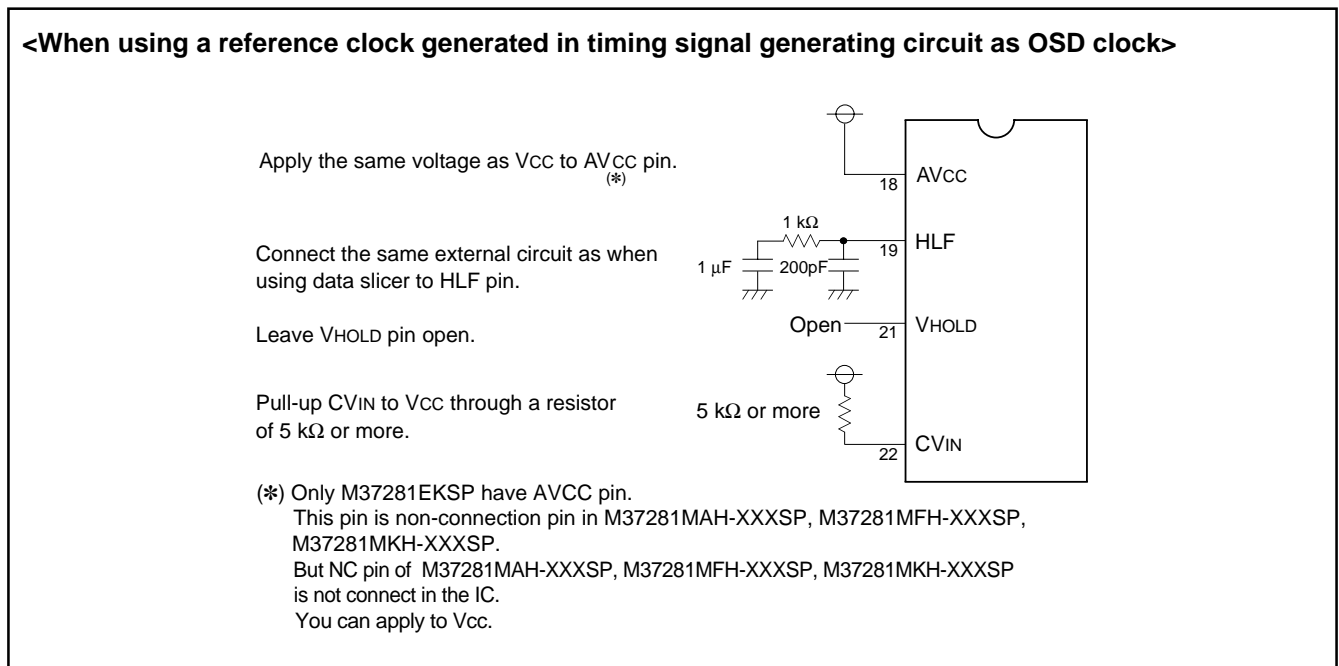 <When using a reference clock generated in timing signal generating circuit as OSD clock>
Apply the same voltage as VCC to AVCC pin.
(✽)
18 AVCC
1 kΩ
Connect the same external circuit as when
using data slicer to HLF pin.
1 μF
200pF
19 HLF
Leave VHOLD pin open.
Open
21 VHOLD
Pull-up CVIN to VCC through a resistor
of 5 kΩ or more.
5 kΩ or more
22 CVIN
(✽) Only M37281EKSP have AVCC pin.
This pin is non-connection pin in M37281MAH-XXXSP, M37281MFH-XXXSP,
M37281MKH-XXXSP.
But NC pin of M37281MAH-XXXSP, M37281MFH-XXXSP, M37281MKH-XXXSP
is not connect in the IC.
You can apply to Vcc.